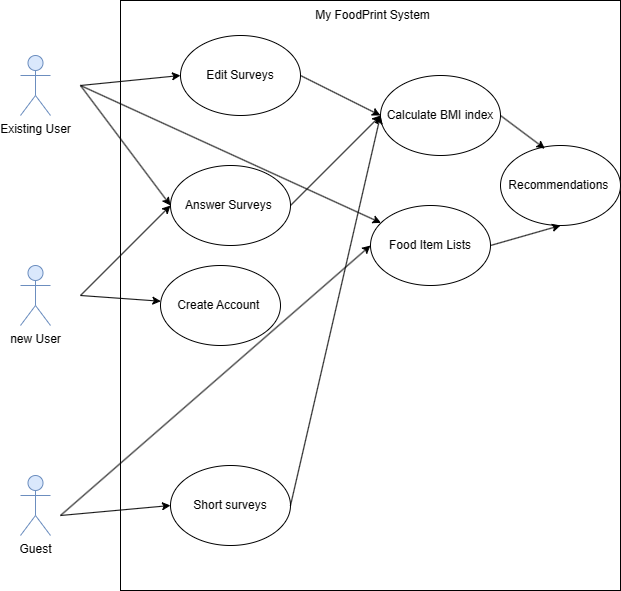 My FoodPrint System
Edit Surveys
Existing User
Calculate BMI index
Recommendations
Answer Surveys
Food Item Lists
Create Account
new User
Short surveys
Guest